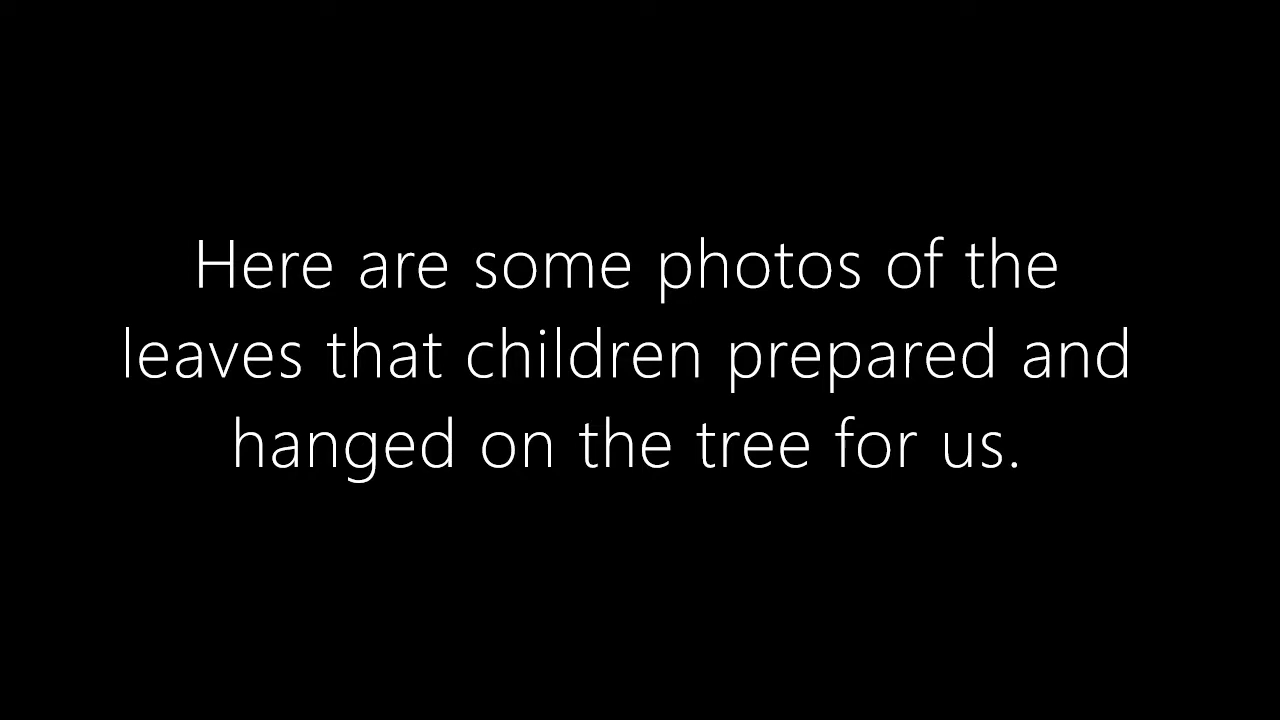 Here are some photos of the
leaves that children prepared and
hanged on the tree for us.